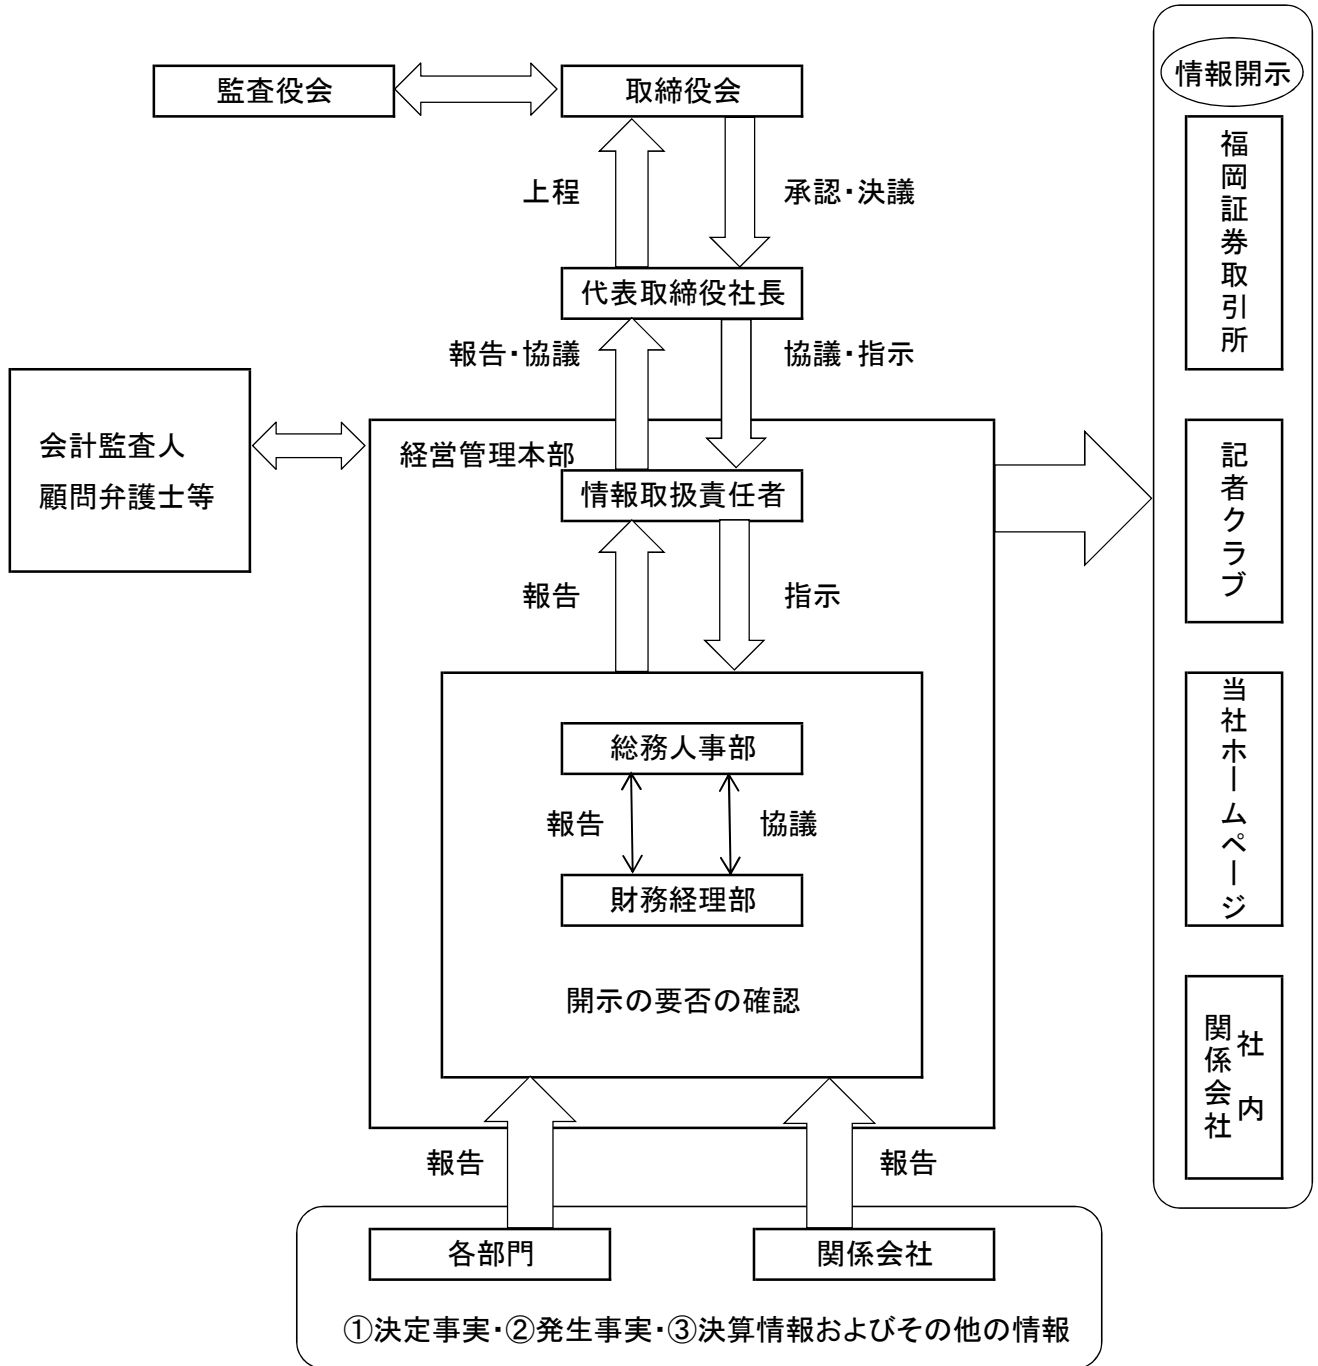 監査役会
取締役会
上程
承認・決議
代表取締役社長
報告・協議
協議・指示
会計監査人
顧問弁護士等
経営管理本部
情報取扱責任者
報告
指示
総務人事部
報告
協議
財務経理部
開示の要否の確認
報告
報告
各部門
関係会社
①決定事実・②発生事実・③決算情報およびその他の情報
情報開示
福岡証券取引所
記者クラブ
当社ホームページ
社内
関係会社